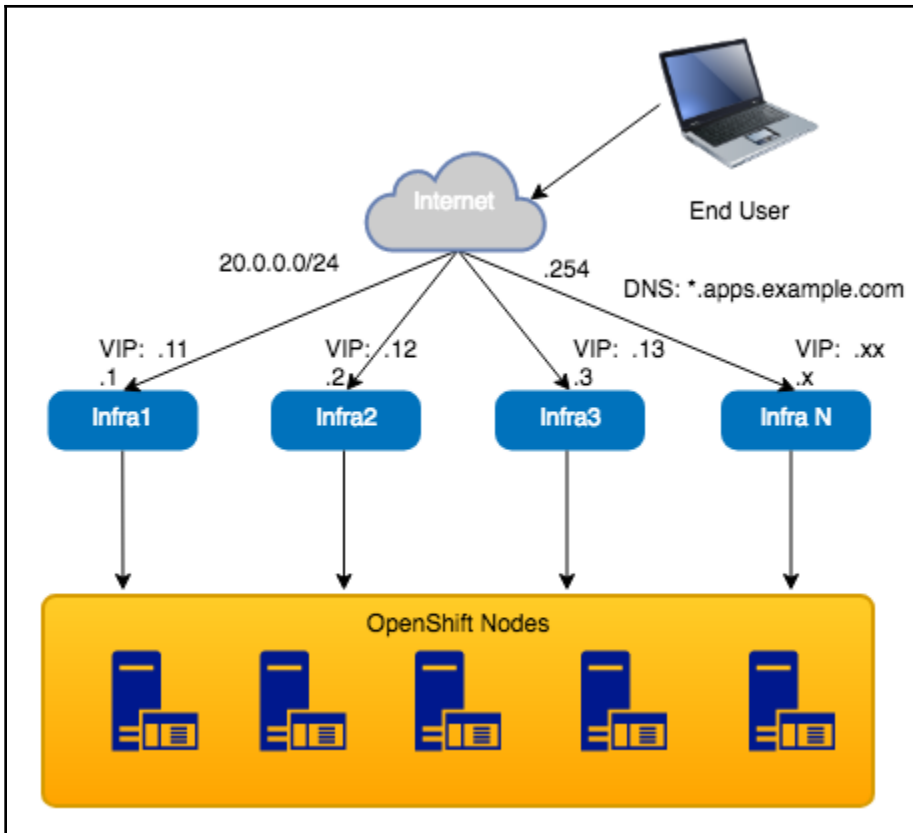 Internet
End User
20.0.0.0/24
.254
DNS: *.apps.example.com
VIP: .11
VIP: .12
VIP: .13
VIP: .xx
.1
.2
.3
.x
Infra1
Infra2
Infra3
Infra N
OpenShift Nodes